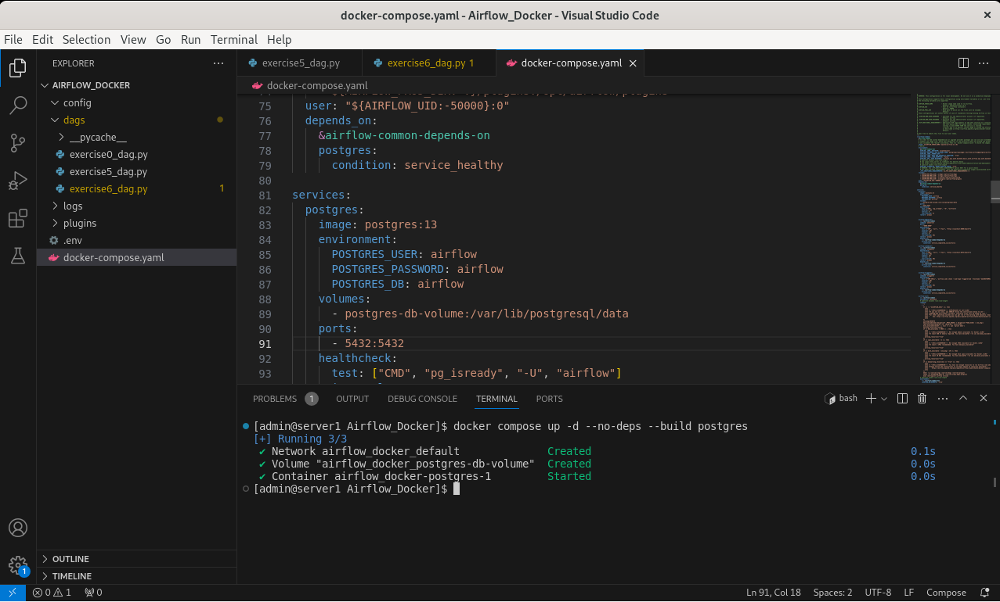 docker-compose.yaml - Airflow_Docker - Visual Studio Code
File Edit Selection View Go Run Terminal Help
EXPLORER
AIRFLOW_DOCKER
config
dags
__pycache__
exercise0_dag.py
exercise5_dag.py
exercise6_dag.py 1
logs
plugins
.env
docker-compose.yaml
OUTLINE
TIMELINE
exercise5_dag.py exercise6_dag.py 1 docker-compose.yaml
docker-compose.yaml
75 user: "${AIRFLOW_UID:-50000}:0"
76 depends_on:
77 &airflow-common-depends-on
78 postgres:
79 condition: service_healthy
80
81 services:
82 postgres:
83 image: postgres:13
84 environment:
85 POSTGRES_USER: airflow
86 POSTGRES_PASSWORD: airflow
87 POSTGRES_DB: airflow
88 volumes:
89 - postgres-db-volume:/var/lib/postgresql/data
90 ports:
91 - 5432:5432
92 healthcheck:
93 test: ["CMD", "pg_isready", "-U", "airflow"]
PROBLEMS 1 OUTPUT DEBUG CONSOLE TERMINAL PORTS bash
[admin@server1 Airflow_Docker]$ docker compose up -d --no-deps --build postgres
[+] Running 3/3
✔ Network airflow_docker_default Created 0.1s
✔ Volume "airflow_docker_postgres-db-volume" Created 0.0s
✔ Container airflow_docker-postgres-1 Started 0.0s
[admin@server1 Airflow_Docker]$
1
0 1 0 Ln 91, Col 18 Spaces: 2 UTF-8 LF Compose